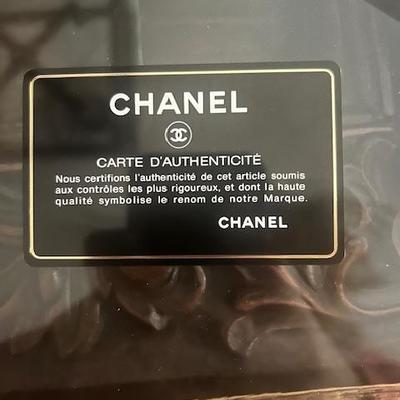 CHANEL
CARTE D'AUTHENTICITÉ
Nous certifions l'authenticité de cet article soumis
aux contrôles les plus rigoureux, et dont la haute
qualité symbolise le renom de notre Marque.
CHANEL